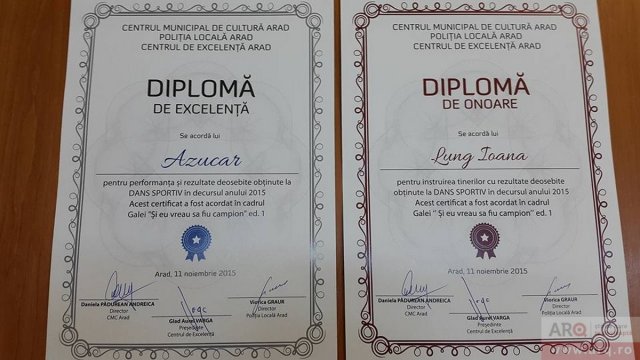 CENTRUL MUNICIPAL DE CULTURĂ ARAD
POLIȚIA LOCALĂ ARAD
CENTRUL DE EXCELENȚĂ ARAD
DIPLOMĂ
DE EXCELENȚĂ
Se acordă lui
Azucar
pentru performanța și rezultate deosebite obținute la
DANS SPORTIV în decursul anului 2015
Acest certificat a fost acordat în cadrul
Galei "Și eu vreau sa fiu campion" ed. 1
Arad, 11 noiembrie 2015
Daniela PĂDUREAN ANDREICA
Director
CMC Arad
Glad Aurel VARGA
Președinte
Centrul de Excelență
Viorica GRAUR
Director
Poliția Locală Arad
CENTRUL MUNICIPAL DE CULTURĂ ARAD
POLIȚIA LOCALĂ ARAD
CENTRUL DE EXCELENȚĂ ARAD
DIPLOMĂ
DE ONOARE
Se acordă lui
Lung Ioana
pentru instruirea tinerilor cu rezultate deosebite
obținute la DANS SPORTIV în decursul anului 2015
Acest certificat a fost acordat în cadrul
Galei " Și eu vreau sa fiu campion" ed. 1
Arad, 11 noiembrie 2015
Daniela PĂDUREAN ANDREICA
Director
CMC Arad
Glad Aurel VARGA
Președinte
Centrul de Excelență
Viorica GRAUR
Director
Poliția Locală Arad
ARQ